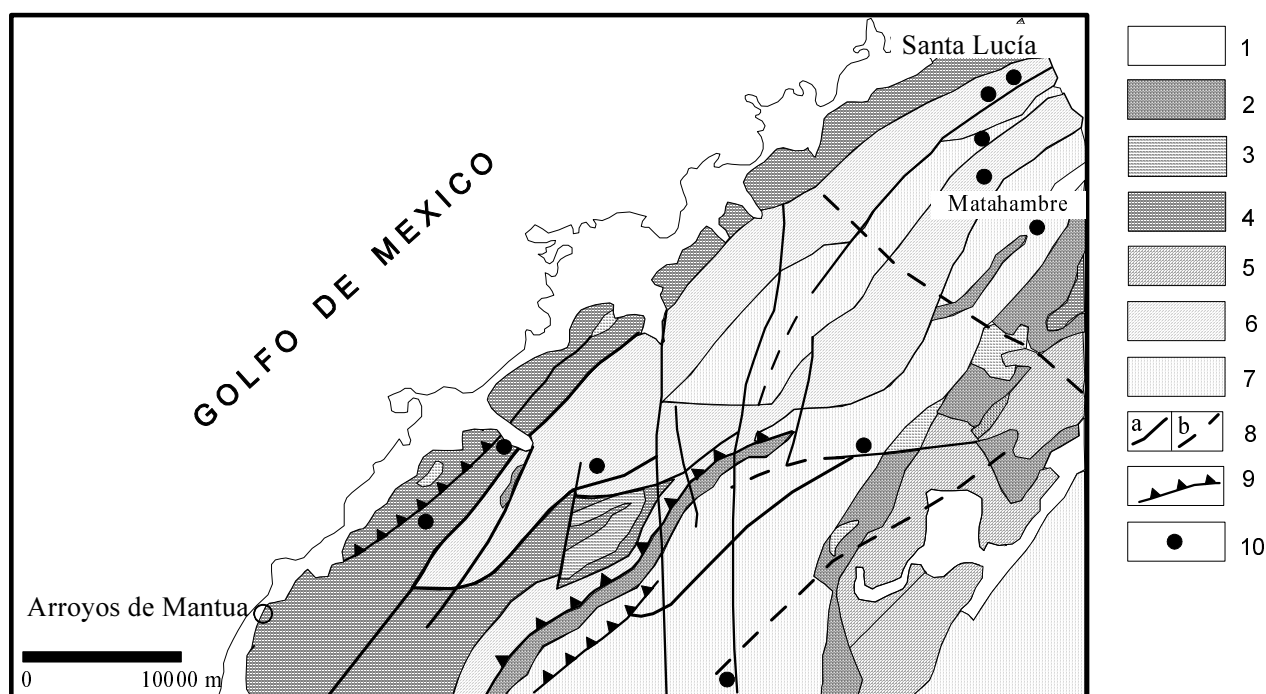 Santa Lucía
Matahambre
GOLFO DE MEXICO
Arroyos de Mantua
0 10000 m
1
2
3
4
5
6
7
a b 8
9
10